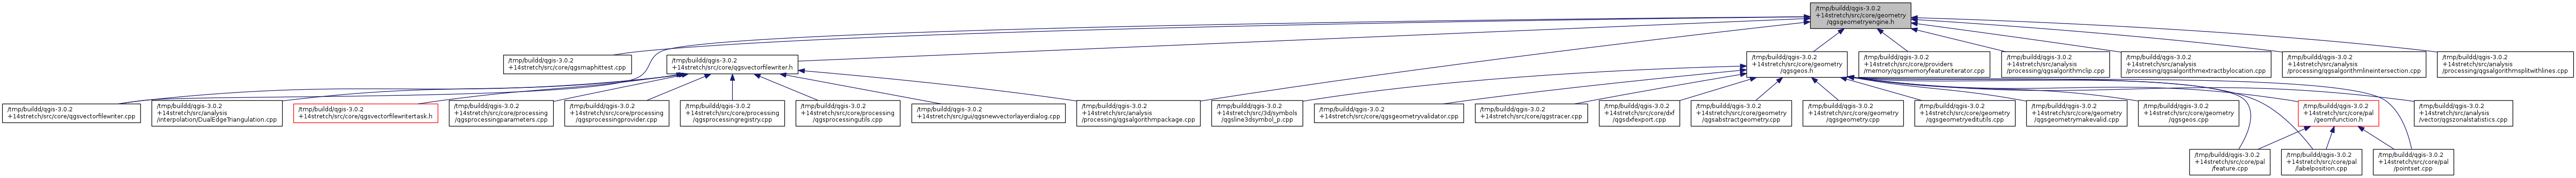 /tmp/buildd/qgis-3.0.2
+14stretch/src/core/geometry
/qgsgeometryengine.h
/tmp/buildd/qgis-3.0.2
+14stretch/src/core/qgsmaphittest.cpp
/tmp/buildd/qgis-3.0.2
+14stretch/src/core/qgsvectorfilewriter.h
/tmp/buildd/qgis-3.0.2
+14stretch/src/core/geometry
/qgsgeos.h
/tmp/buildd/qgis-3.0.2
+14stretch/src/core/providers
/memory/qgsmemoryfeatureiterator.cpp
/tmp/buildd/qgis-3.0.2
+14stretch/src/analysis
/processing/qgsalgorithmclip.cpp
/tmp/buildd/qgis-3.0.2
+14stretch/src/analysis
/processing/qgsalgorithmextractbylocation.cpp
/tmp/buildd/qgis-3.0.2
+14stretch/src/analysis
/processing/qgsalgorithmlineintersection.cpp
/tmp/buildd/qgis-3.0.2
+14stretch/src/analysis
/processing/qgsalgorithmsplitwithlines.cpp
/tmp/buildd/qgis-3.0.2
+14stretch/src/core/qgsvectorfilewriter.cpp
/tmp/buildd/qgis-3.0.2
+14stretch/src/analysis
/interpolation/DualEdgeTriangulation.cpp
/tmp/buildd/qgis-3.0.2
+14stretch/src/core/qgsvectorfilewritertask.h
/tmp/buildd/qgis-3.0.2
+14stretch/src/core/processing
/qgsprocessingparameters.cpp
/tmp/buildd/qgis-3.0.2
+14stretch/src/core/processing
/qgsprocessingprovider.cpp
/tmp/buildd/qgis-3.0.2
+14stretch/src/core/processing
/qgsprocessingregistry.cpp
/tmp/buildd/qgis-3.0.2
+14stretch/src/core/processing
/qgsprocessingutils.cpp
/tmp/buildd/qgis-3.0.2
+14stretch/src/gui/qgsnewvectorlayerdialog.cpp
/tmp/buildd/qgis-3.0.2
+14stretch/src/analysis
/processing/qgsalgorithmpackage.cpp
/tmp/buildd/qgis-3.0.2
+14stretch/src/3d/symbols
/qgsline3dsymbol_p.cpp
/tmp/buildd/qgis-3.0.2
+14stretch/src/core/qgsgeometryvalidator.cpp
/tmp/buildd/qgis-3.0.2
+14stretch/src/core/qgstracer.cpp
/tmp/buildd/qgis-3.0.2
+14stretch/src/core/dxf
/qgsdxfexport.cpp
/tmp/buildd/qgis-3.0.2
+14stretch/src/core/geometry
/qgsabstractgeometry.cpp
/tmp/buildd/qgis-3.0.2
+14stretch/src/core/geometry
/qgsgeometry.cpp
/tmp/buildd/qgis-3.0.2
+14stretch/src/core/geometry
/qgsgeometryeditutils.cpp
/tmp/buildd/qgis-3.0.2
+14stretch/src/core/geometry
/qgsgeometrymakevalid.cpp
/tmp/buildd/qgis-3.0.2
+14stretch/src/core/geometry
/qgsgeos.cpp
/tmp/buildd/qgis-3.0.2
+14stretch/src/core/pal
/geomfunction.h
/tmp/buildd/qgis-3.0.2
+14stretch/src/analysis
/vector/qgszonalstatistics.cpp
/tmp/buildd/qgis-3.0.2
+14stretch/src/core/pal
/feature.cpp
/tmp/buildd/qgis-3.0.2
+14stretch/src/core/pal
/labelposition.cpp
/tmp/buildd/qgis-3.0.2
+14stretch/src/core/pal
/pointset.cpp